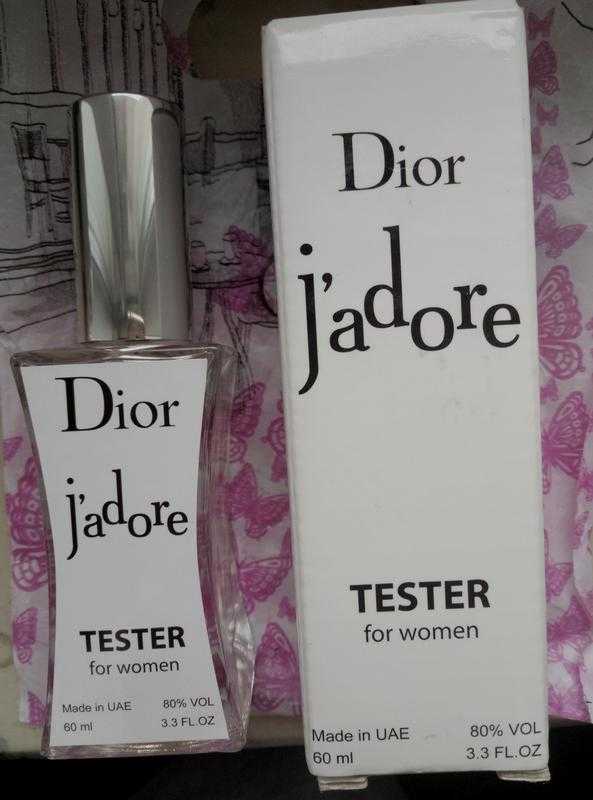 Dior
j'adore
TESTER
for women
Made in UAE 80% VOL
60 ml 3.3 FL.OZ
Dior
j'adore
TESTER
for women
Made in UAE 80% VOL
60 ml 3.3 FL.OZ